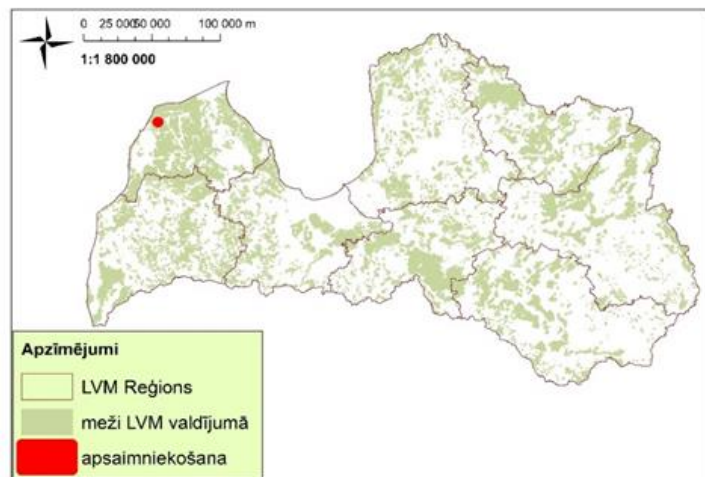 0 25 00050 000 100 000 m
1:1 800 000
Apzīmējumi
LVM Reģions
meži LVM valdījumā
apsaimniekošana